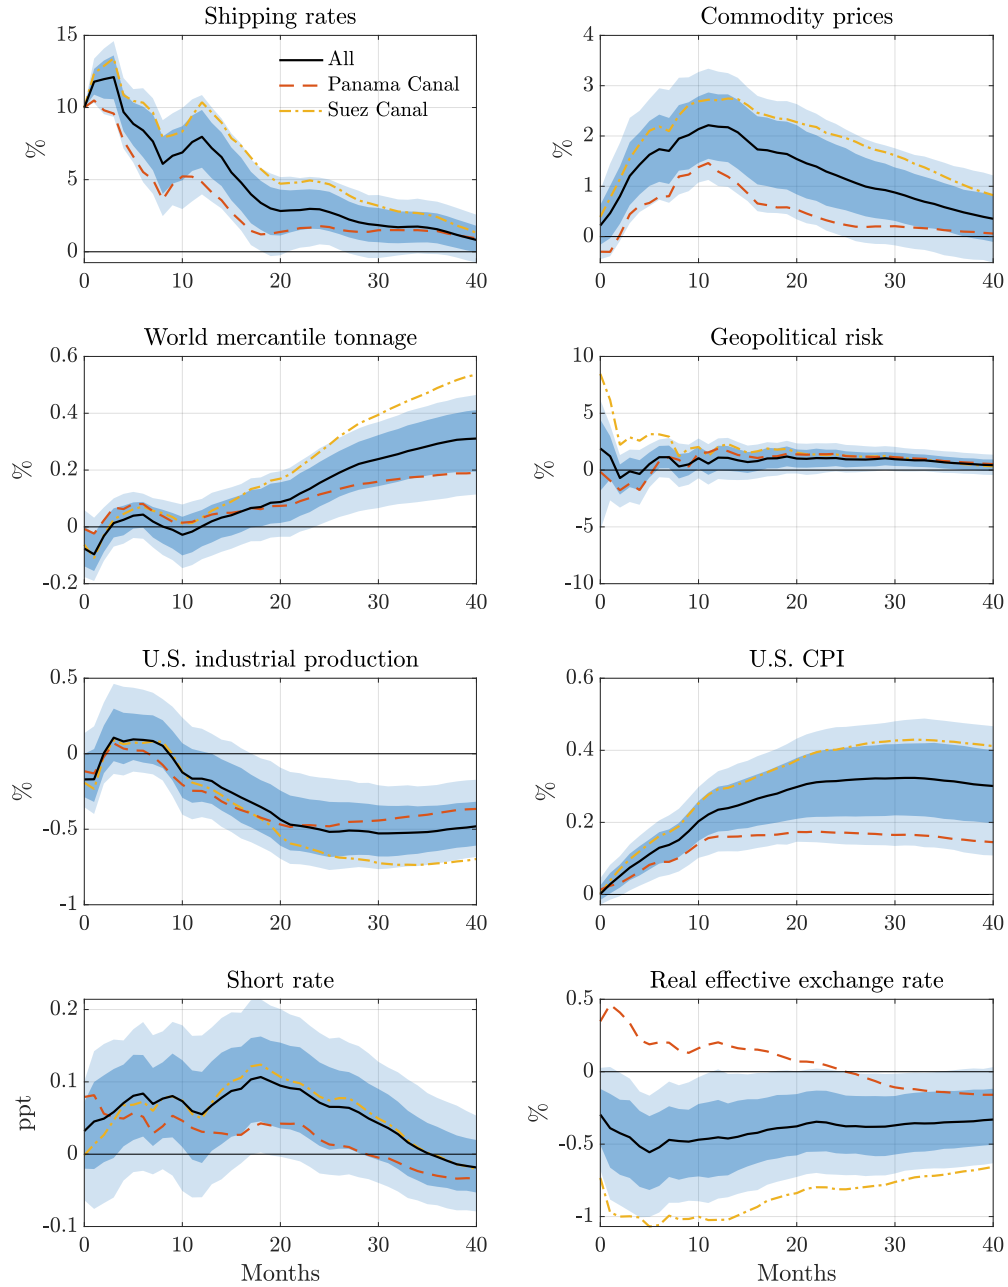 Shipping rates
15
10
5
0
%
0 10 20 30 40
All
Panama Canal
Suez Canal
Commodity prices
4
3
2
1
0
%
0 10 20 30 40
World mercantile tonnage
0.6
0.4
0.2
0
-0.2
%
0 10 20 30 40
Geopolitical risk
10
5
0
-5
-10
%
0 10 20 30 40
U.S. industrial production
0.5
0
-0.5
-1
%
0 10 20 30 40
U.S. CPI
0.6
0.4
0.2
0
%
0 10 20 30 40
Short rate
0.2
0.1
0
-0.1
ppt
0 10 20 30 40
Months
Real effective exchange rate
0.5
0
-0.5
-1
%
0 10 20 30 40
Months